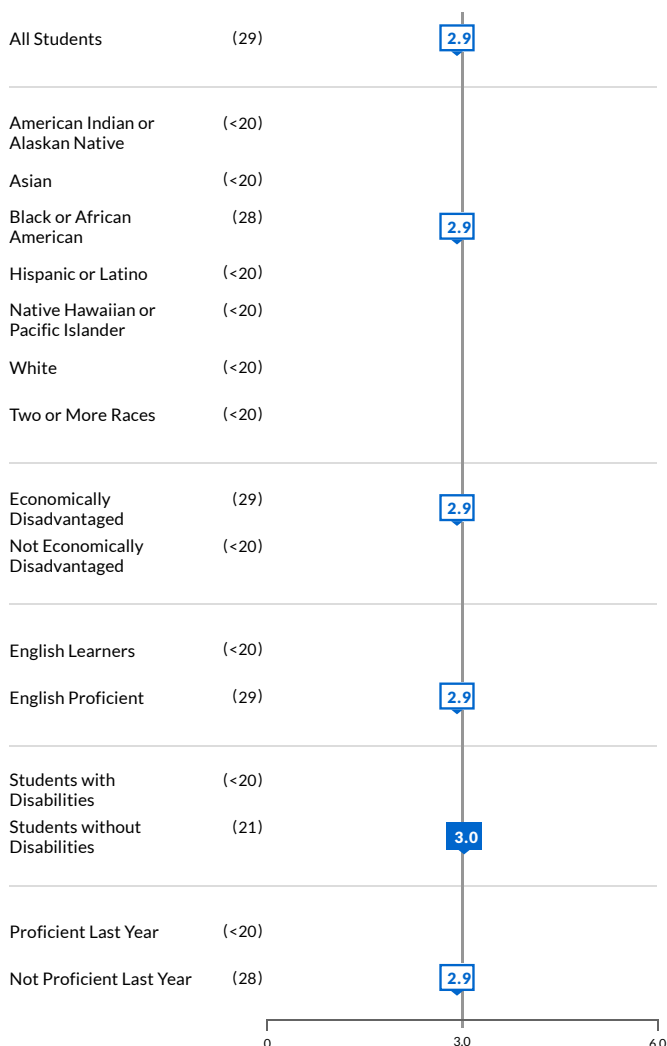 All Students (29) 2.9
American Indian or
Alaskan Native (<20)
Asian (<20)
Black or African
American (28) 2.9
Hispanic or Latino (<20)
Native Hawaiian or
Pacific Islander (<20)
White (<20)
Two or More Races (<20)
Economically
Disadvantaged (29) 2.9
Not Economically
Disadvantaged (<20)
English Learners (<20)
English Proficient (29) 2.9
Students with
Disabilities (<20)
Students without
Disabilities (21) 3.0
Proficient Last Year (<20)
Not Proficient Last Year (28) 2.9
0 3.0 6.0